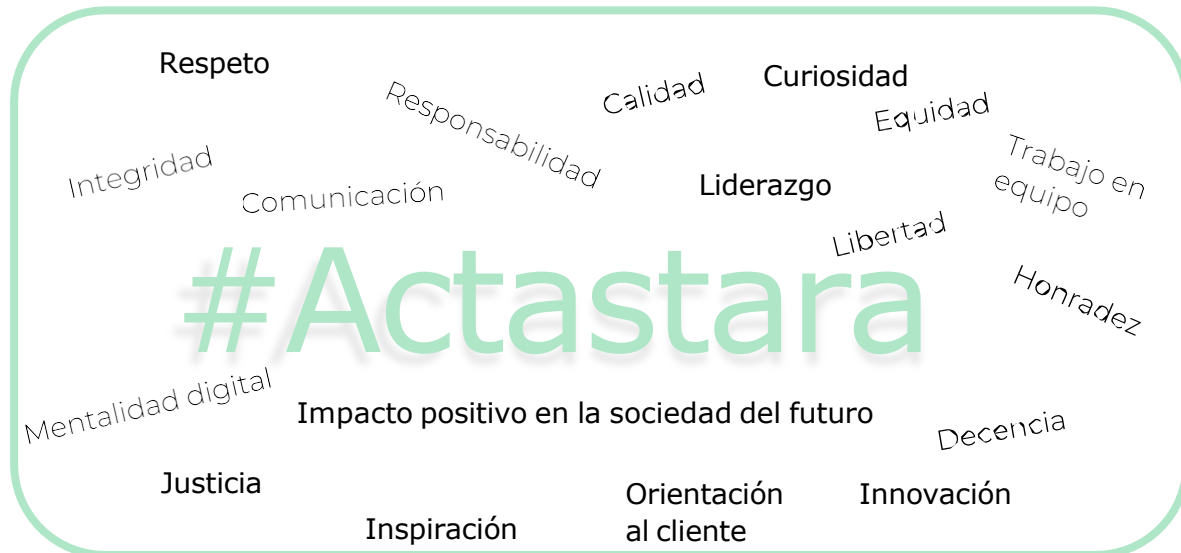 Respeto
Responsabilidad
Calidad
Curiosidad
Equidad
Trabajo en
equipo
Integridad
Comunicación
Liderazgo
Libertad
Honradez
#Actastara
Mentalidad digital
Impacto positivo en la sociedad del futuro
Decencia
Justicia
Inspiración
Orientación
al cliente
Innovación